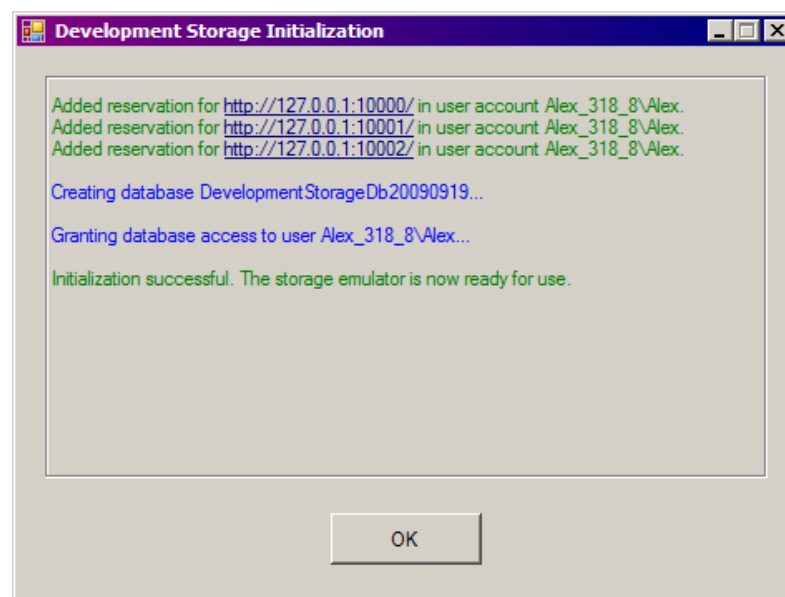 Development Storage Initialization
Added reservation for http://127.0.0.1:10000/ in user account Alex_318_8\Alex.
Added reservation for http://127.0.0.1:10001/ in user account Alex_318_8\Alex.
Added reservation for http://127.0.0.1:10002/ in user account Alex_318_8\Alex.
Creating database DevelopmentStorageDb20090919...
Granting database access to user Alex_318_8\Alex...
Initialization successful. The storage emulator is now ready for use.
OK